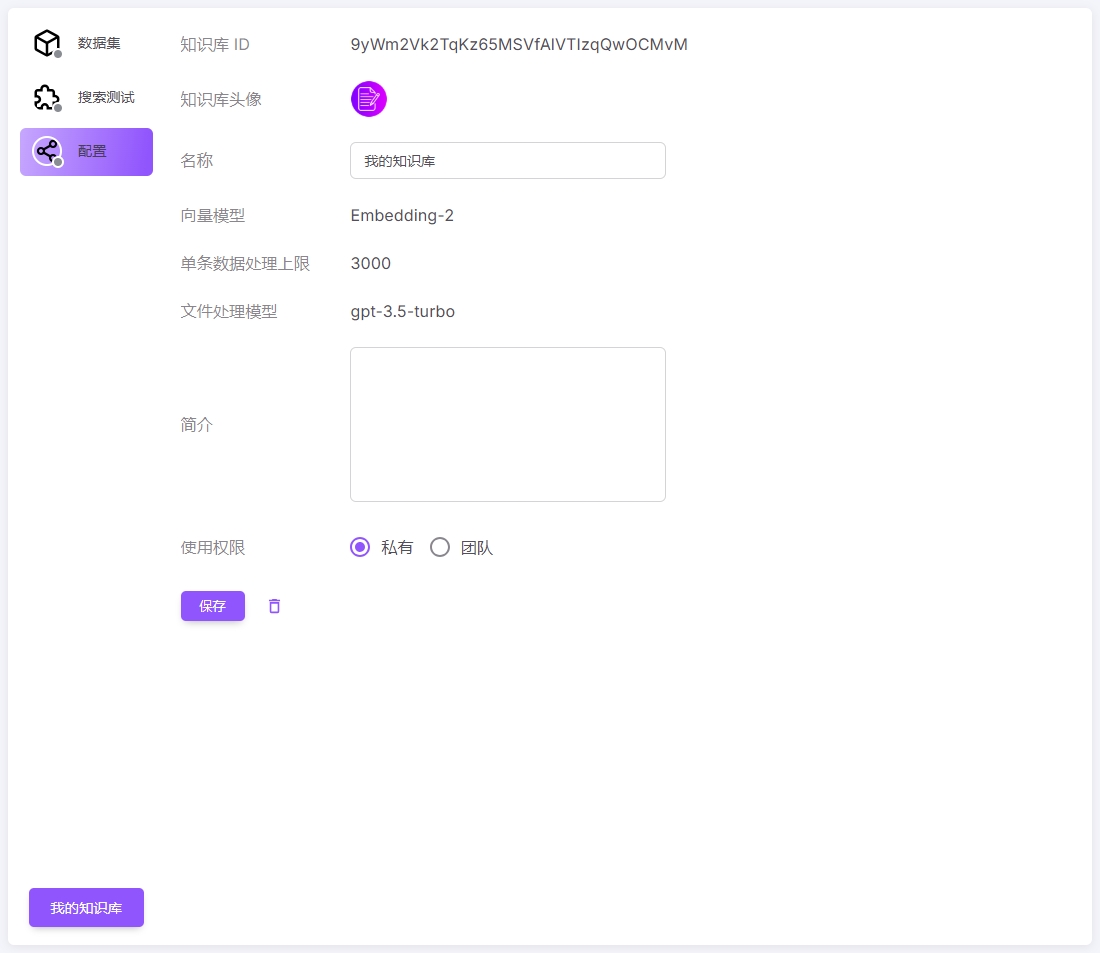 数据集
搜索测试
配置
知识库 ID
9yWm2Vk2TqKz65MSVfAlVTIzqQwOCMvM
知识库头像
名称
我的知识库
向量模型
Embedding-2
单条数据处理上限
3000
文件处理模型
gpt-3.5-turbo
简介
使用权限
私有
团队
保存
我的知识库